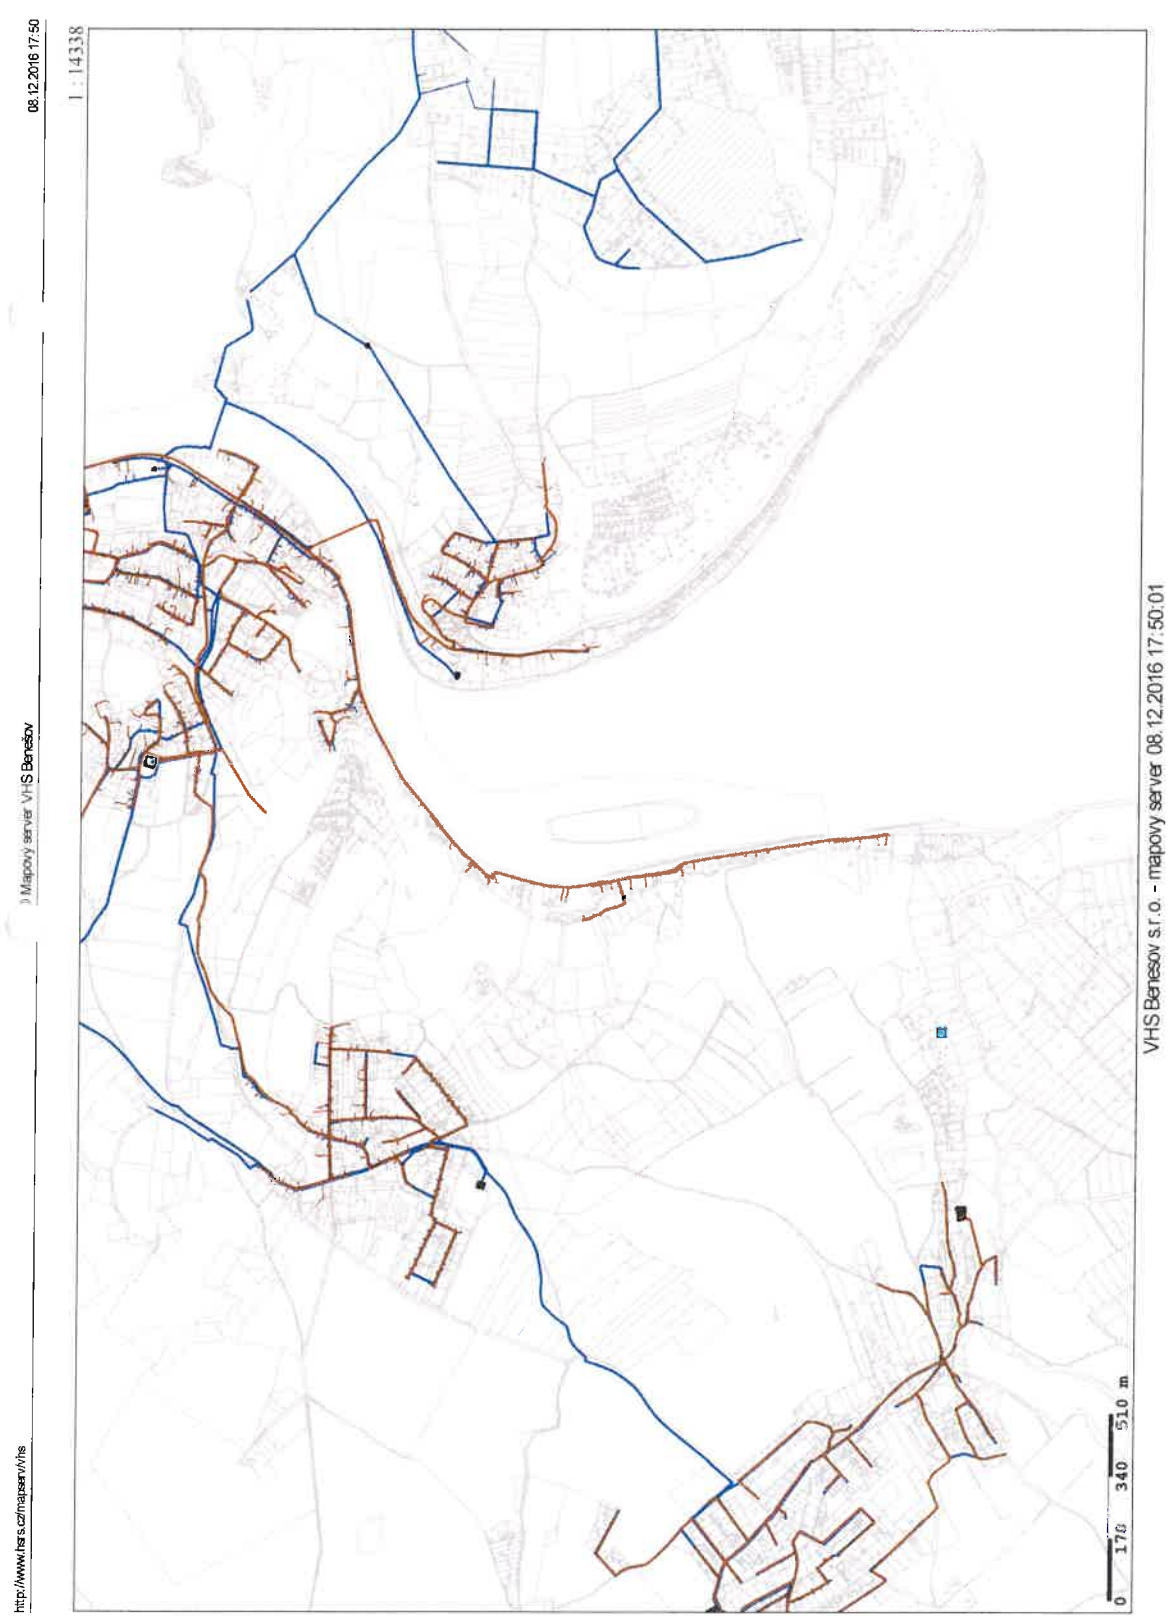 http://www.hsrs.cz/mapserv/vhs
) Mapový server VHS Benešov
08.12.2016 17:50
1 : 14338
0 170 340 510 m
VHS Benesov s.r.o. - mapovy server 08.12.2016 17:50:01